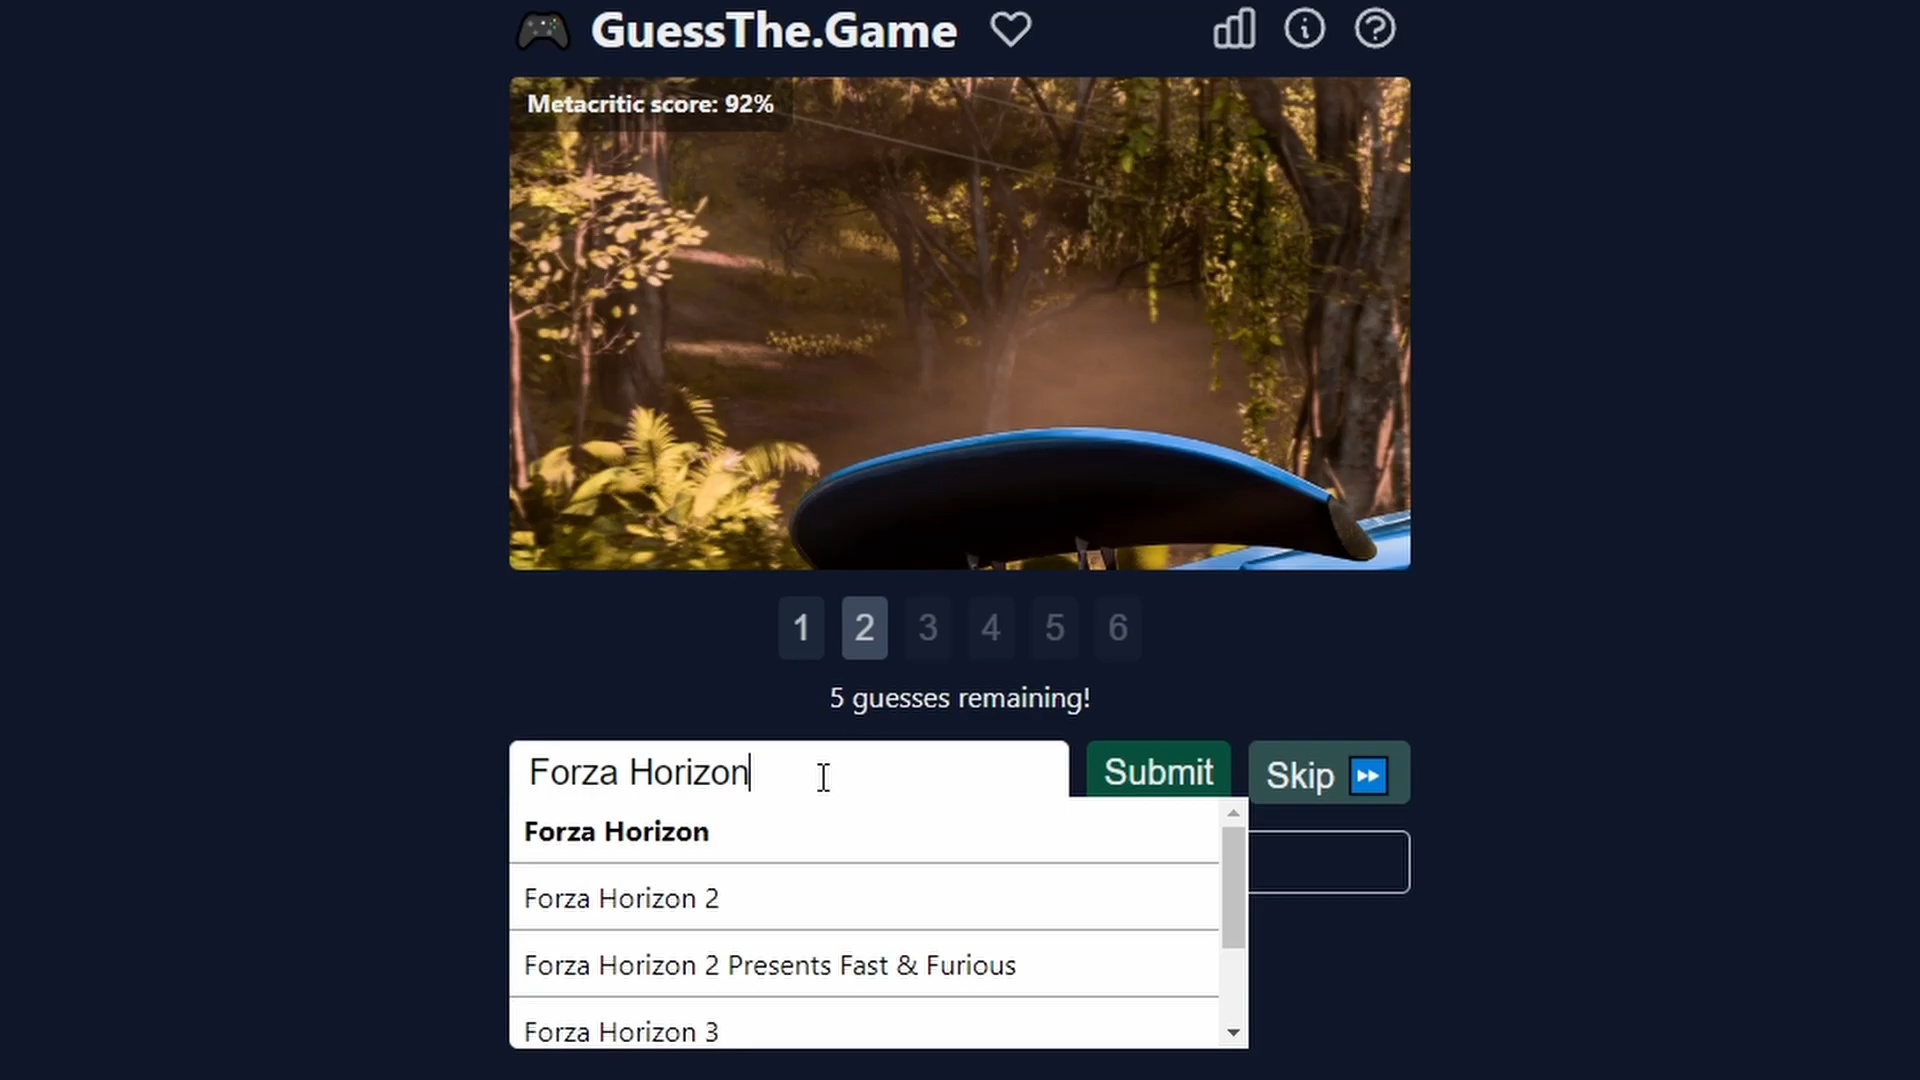 GuessThe.Game
Metacritic score: 92%
1 2 3 4 5 6
5 guesses remaining!
Forza Horizon
Submit
Skip
Forza Horizon
Forza Horizon 2
Forza Horizon 2 Presents Fast & Furious
Forza Horizon 3